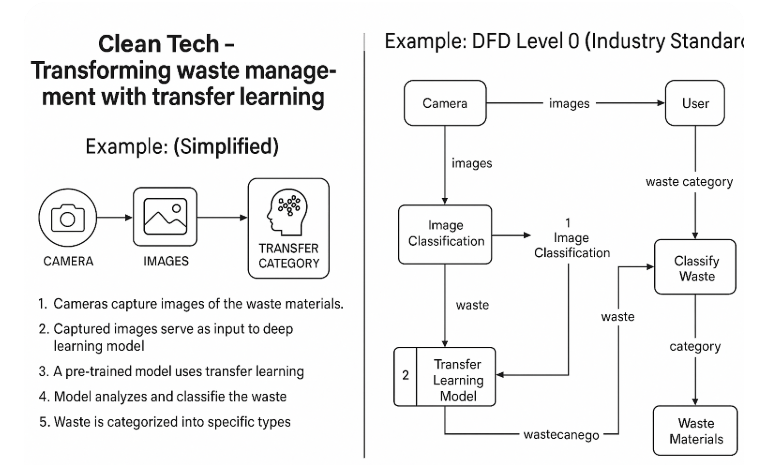 Clean Tech –
Transforming waste manage-
ment with transfer learning
Example: (Simplified)
CAMERA
IMAGES
TRANSFER
CATEGORY
1. Cameras capture images of the waste materials.
2. Captured images serve as input to deep
learning model
3. A pre-trained model uses transfer learning
4. Model analyzes and classifie the waste
5. Waste is categorized into specific types
Example: DFD Level 0 (Industry Standard
Camera
images
User
images
waste category
Image
Classification
1
Image
Classification
Classify
Waste
waste
waste
category
2
Transfer
Learning
Model
wastecanego
Waste
Materials